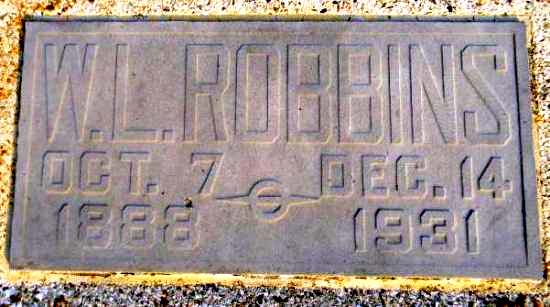 W.L. ROBBINS
OCT. 7 DEC. 14
1888 1931